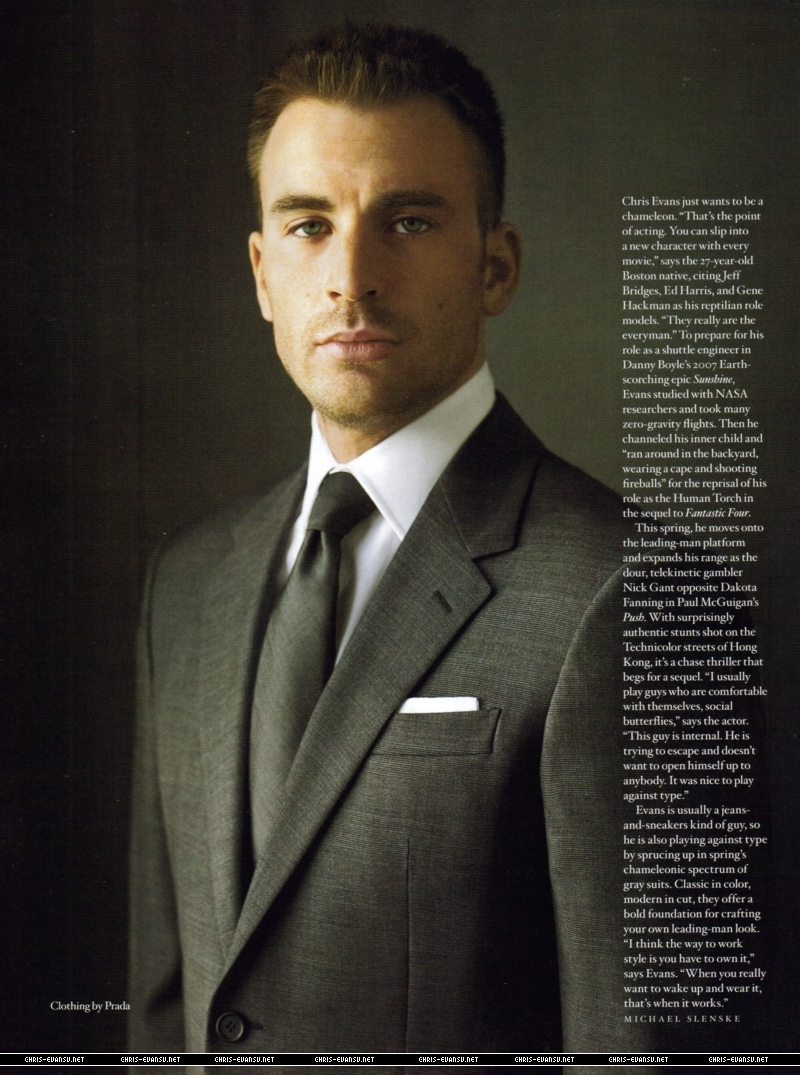 Chris Evans just wants to be a
chameleon. “That’s the point
of acting. You can slip into
a new character with every
movie,” says the 27-year-old
Boston native, citing Jeff
Bridges, Ed Harris, and Gene
Hackman as his reptilian role
models. “They really are the
everyman.” To prepare for his
role as a shuttle engineer in
Danny Boyle’s 2007 Earth-
scorching epic Sunshine,
Evans studied with NASA
researchers and took many
zero-gravity flights. Then he
channeled his inner child and
“ran around in the backyard,
wearing a cape and shooting
fireballs” for the reprisal of his
role as the Human Torch in
the sequel to Fantastic Four.
This spring, he moves onto
the leading-man platform
and expands his range as the
dour, telekinetic gambler
Nick Gant opposite Dakota
Fanning in Paul McGuigan’s
Push. With surprisingly
authentic stunts shot on the
Technicolor streets of Hong
Kong, it’s a chase thriller that
begs for a sequel. “I usually
play guys who are comfortable
with themselves, social
butterflies,” says the actor.
“This guy is internal. He is
trying to escape and doesn’t
want to open himself up to
anybody. It was nice to play
against type.”
Evans is usually a jeans-
and-sneakers kind of guy, so
he is also playing against type
by sprucing up in spring’s
chameleonic spectrum of
gray suits. Classic in color,
modern in cut, they offer a
bold foundation for crafting
your own leading-man look.
“I think the way to work
style is you have to own it,”
says Evans. “When you really
want to wake up and wear it,
that’s when it works.”
MICHAEL SLENSKE
Clothing by Prada
CHRIS-EVANSU.NET CHRIS-EVANSU.NET CHRIS-EVANSU.NET CHRIS-EVANSU.NET CHRIS-EVANSU.NET CHRIS-EVANSU.NET CHRIS-EVANSU.NET CHRIS-EVANSU.NET